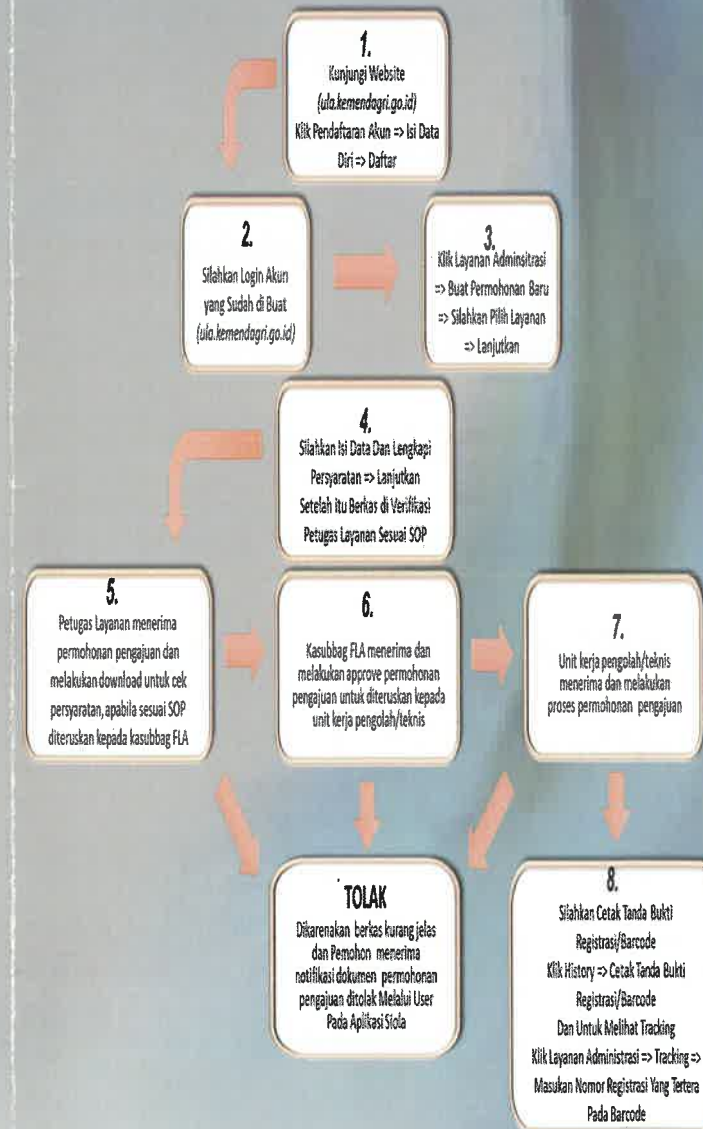 1.
Kunjungi Website
(ula.kemendagri.go.id)
Klik Pendaftaran Akun => Isi Data
Diri => Daftar
2.
Silahkan Login Akun
yang Sudah di Buat
(ula.kemendagri.go.id)
3.
Klik Layanan Adminsitrasi
=> Buat Permohonan Baru
=> Silahkan Pilih Layanan
=> Lanjutkan
4.
Silahkan Isi Data Dan Lengkapi
Persyaratan => Lanjutkan
Setelah itu Berkas di Verifikasi
Petugas Layanan Sesuai SOP
5.
Petugas Layanan menerima
permohonan pengajuan dan
melakukan download untuk cek
persyaratan, apabila sesuai SOP
diteruskan kepada kasubbag FLA
6.
Kasubbag FLA menerima dan
melakukan approve permohonan
pengajuan untuk diteruskan kepada
unit kerja pengolah/teknis
7.
Unit kerja pengolah/teknis
menerima dan melakukan
proses permohonan pengajuan
TOLAK
Dikarenakan berkas kurang jelas
dan Pemohon menerima
notifikasi dokumen permohonan
pengajuan ditolak Melalui User
Pada Aplikasi Siola
8.
Silahkan Cetak Tanda Bukti
Registrasi/Barcode
Klik History => Cetak Tanda Bukti
Registrasi/Barcode
Dan Untuk Melihat Tracking
Klik Layanan Administrasi => Tracking =>
Masukan Nomor Registrasi Yang Tertera
Pada Barcode